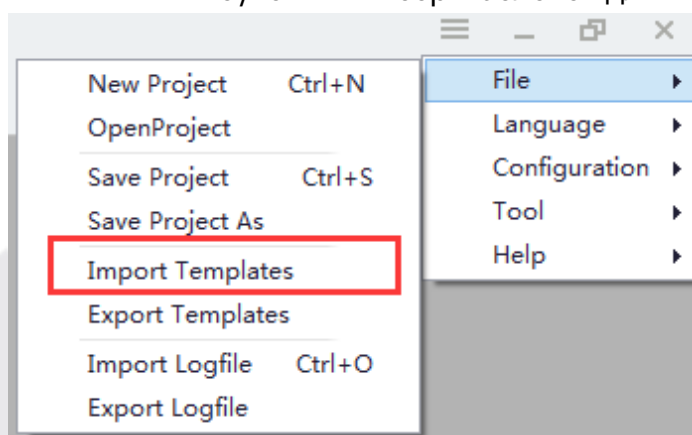 New Project Ctrl+N
OpenProject
Save Project Ctrl+S
Save Project As
Import Templates
Export Templates
Import Logfile Ctrl+O
Export Logfile
File
Language
Configuration
Tool
Help